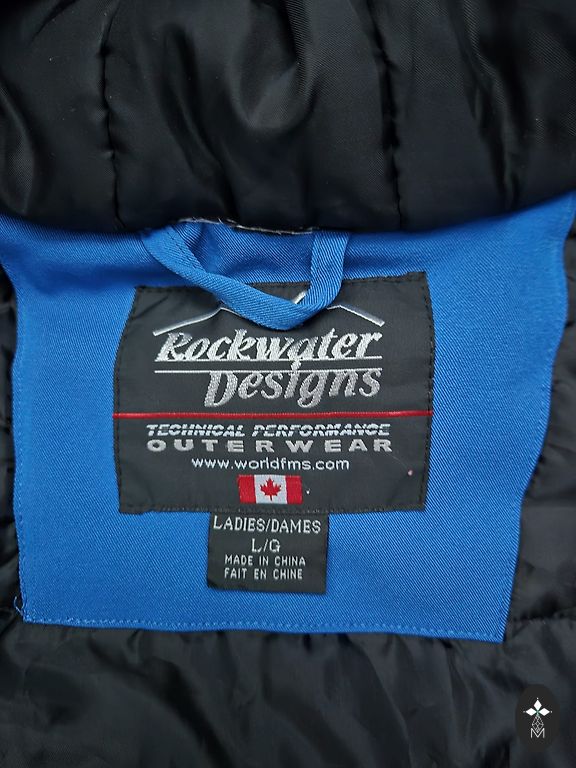 Rockwater
Designs
TECHNICAL PERFORMANCE
OUTERWEAR
www.worldfms.com
LADIES/DAMES
L/G
MADE IN CHINA
FAIT EN CHINE
M